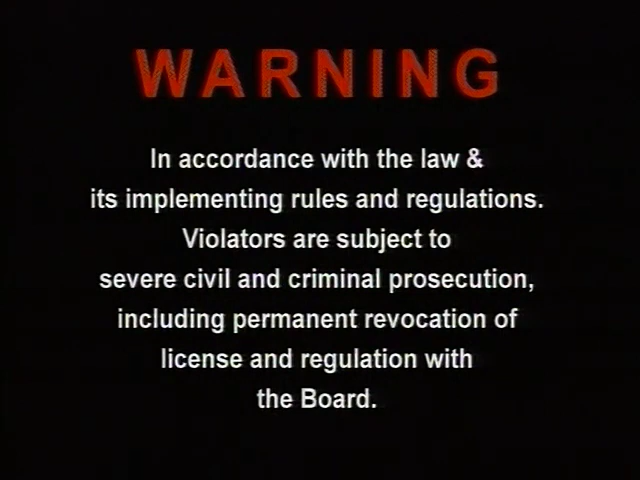 WARNING
In accordance with the law &
its implementing rules and regulations.
Violators are subject to
severe civil and criminal prosecution,
including permanent revocation of
license and regulation with
the Board.